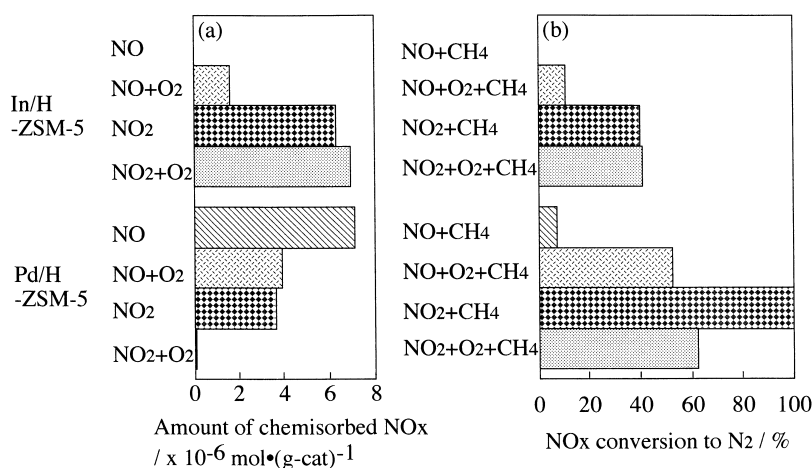 (a)
In/H
-ZSM-5
NO
NO+O2
NO2
NO2+O2
Pd/H
-ZSM-5
NO
NO+O2
NO2
NO2+O2
0 2 4 6 8
Amount of chemisorbed NOx
/ x 10-6 mol•(g-cat)-1
(b)
NO+CH4
NO+O2+CH4
NO2+CH4
NO2+O2+CH4
NO+CH4
NO+O2+CH4
NO2+CH4
NO2+O2+CH4
0 20 40 60 80 100
NOx conversion to N2 / %